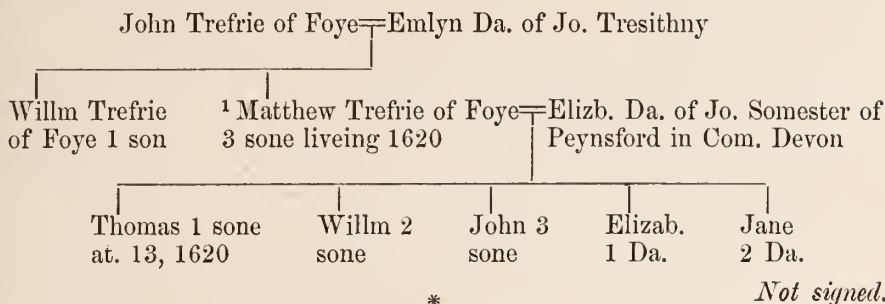 John Trefrie of Foye=Emlyn Da. of Jo. Tresithny
Willm Trefrie
of Foye 1 son
1 Matthew Trefrie of Foye=Elizb. Da. of Jo. Somester of
3 sone liveing 1620
Peynsford in Com. Devon
Thomas 1 sone
at. 13, 1620
Willm 2
sone
John 3
sone
Elizab.
1 Da.
Jane
2 Da.
*
Not signed.